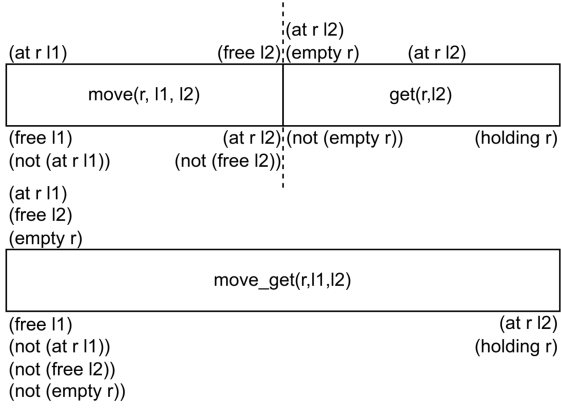 (at r l2)
(at r l1) (free l2) (empty r) (at r l2)
move(r, l1, l2) get(r,l2)
(free l1) (at r l2) (not (empty r)) (holding r)
(not (at r l1)) (not (free l2))
(at r l1)
(free l2)
(empty r)
move_get(r,l1,l2)
(free l1) (at r l2)
(not (at r l1)) (holding r)
(not (free l2))
(not (empty r))